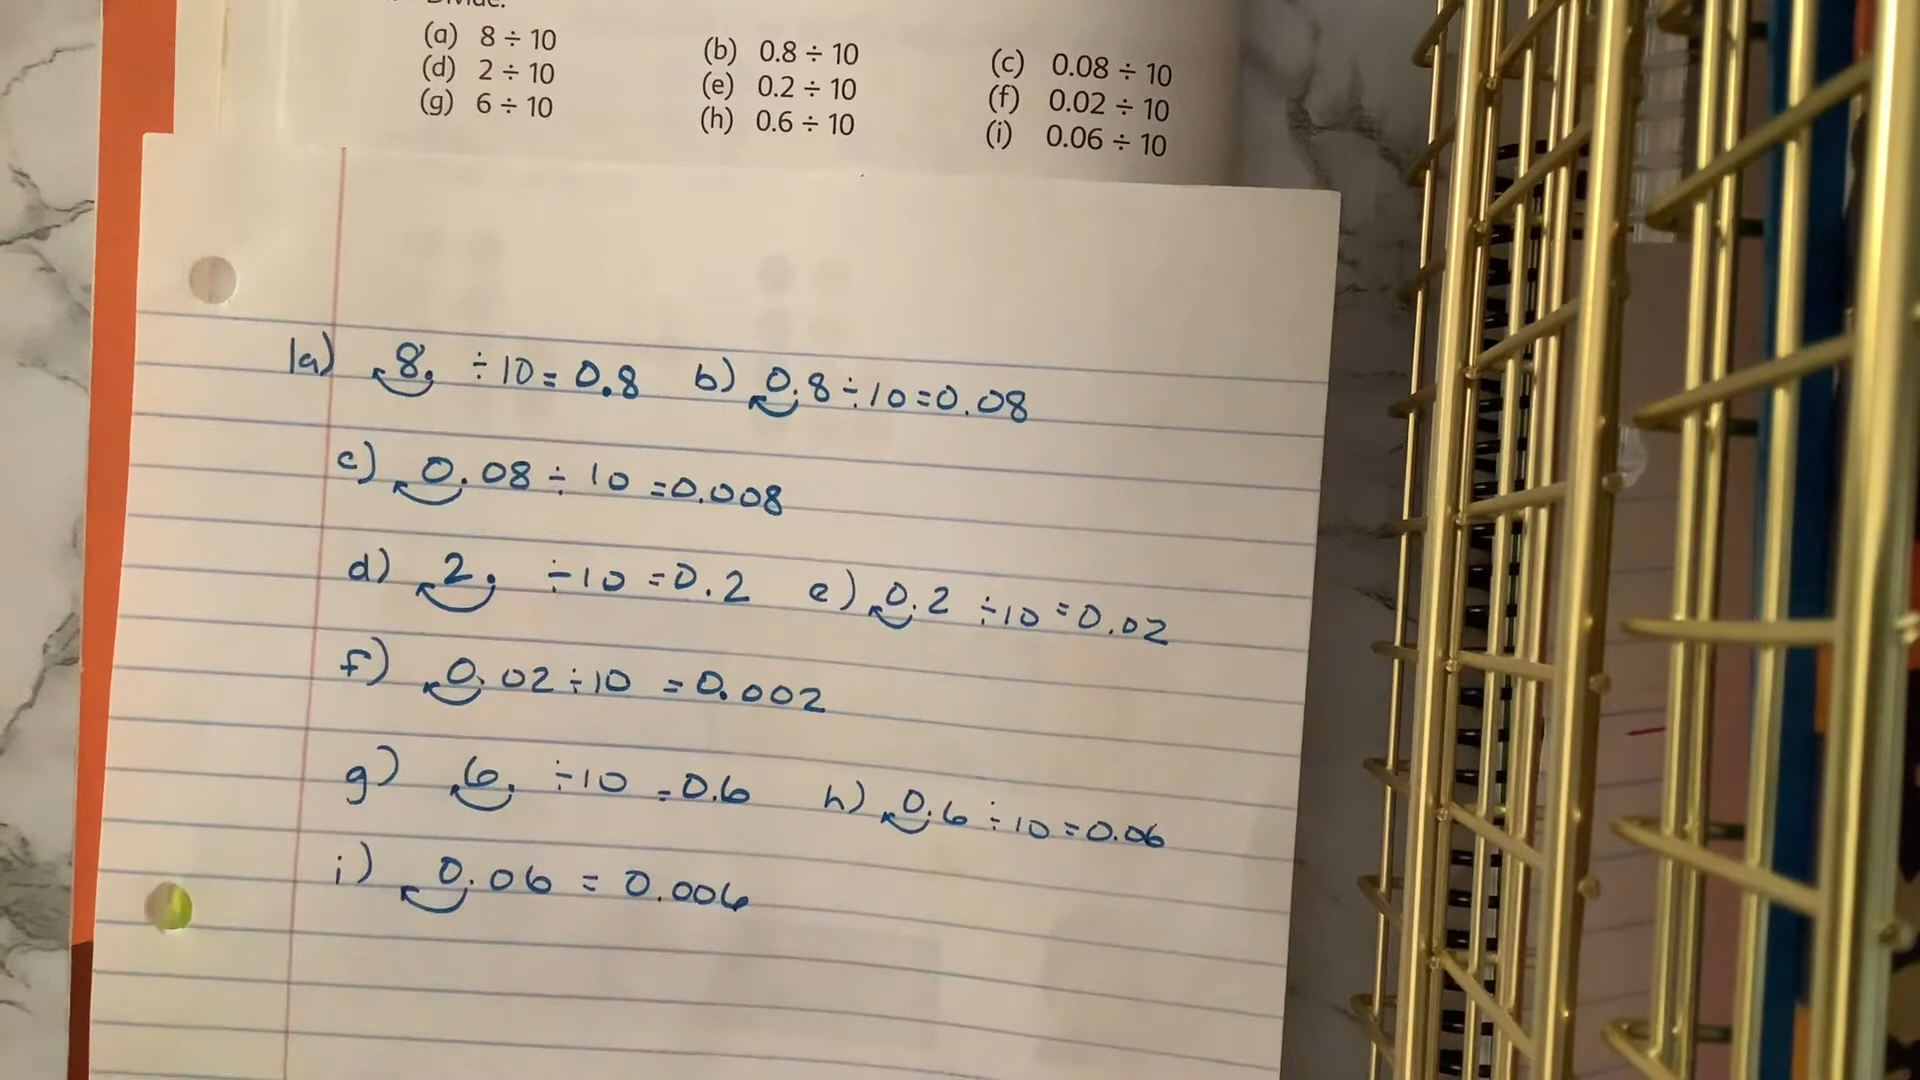 Divide.
(a) 8 ÷ 10 (b) 0.8 ÷ 10 (c) 0.08 ÷ 10
(d) 2 ÷ 10 (e) 0.2 ÷ 10 (f) 0.02 ÷ 10
(g) 6 ÷ 10 (h) 0.6 ÷ 10 (i) 0.06 ÷ 10
1a) 8. ÷ 10 = 0.8 b) 0.8 ÷ 10 = 0.08
c) 0.08 ÷ 10 = 0.008
d) 2. ÷ 10 = 0.2 e) 0.2 ÷ 10 = 0.02
f) 0.02 ÷ 10 = 0.002
g) 6. ÷ 10 = 0.6 h) 0.6 ÷ 10 = 0.06
i) 0.06 = 0.006